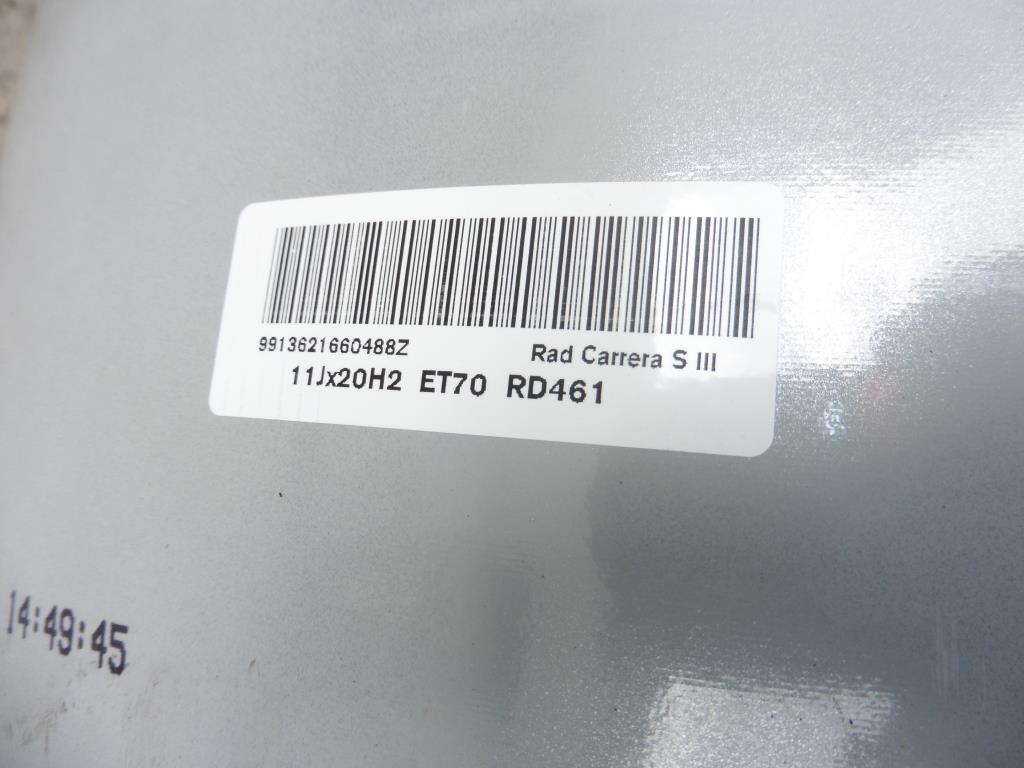 9913621660488Z Rad Carrera S III
11Jx20H2 ET70 RD461
14:49:45